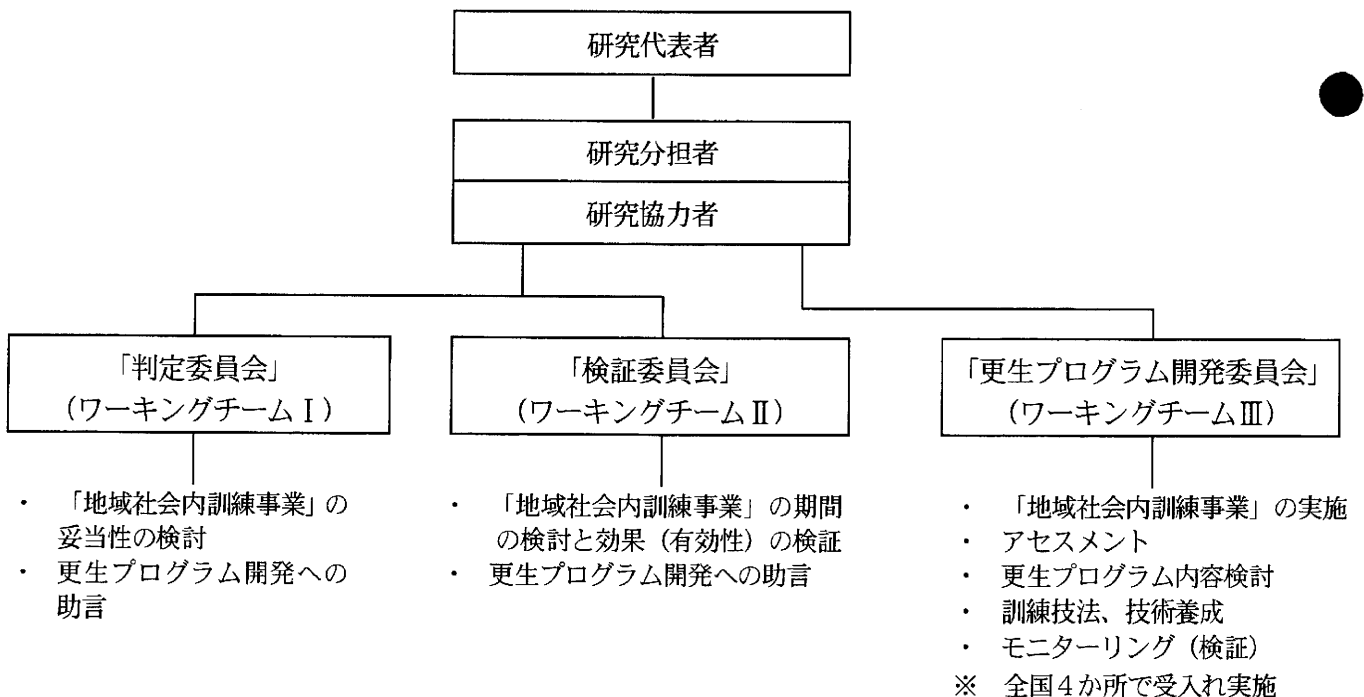 研究代表者
研究分担者
研究協力者
「判定委員会」
（ワーキングチームⅠ）
「検証委員会」
（ワーキングチームⅡ）
「更生プログラム開発委員会」
（ワーキングチームⅢ）
・ 「地域社会内訓練事業」の
妥当性の検討
・ 更生プログラム開発への
助言
・ 「地域社会内訓練事業」の期間
の検討と効果（有効性）の検証
・ 更生プログラム開発への助言
・ 「地域社会内訓練事業」の実施
・ アセスメント
・ 更生プログラム内容検討
・ 訓練技法、技術養成
・ モニターリング（検証）
※ 全国４か所で受入れ実施